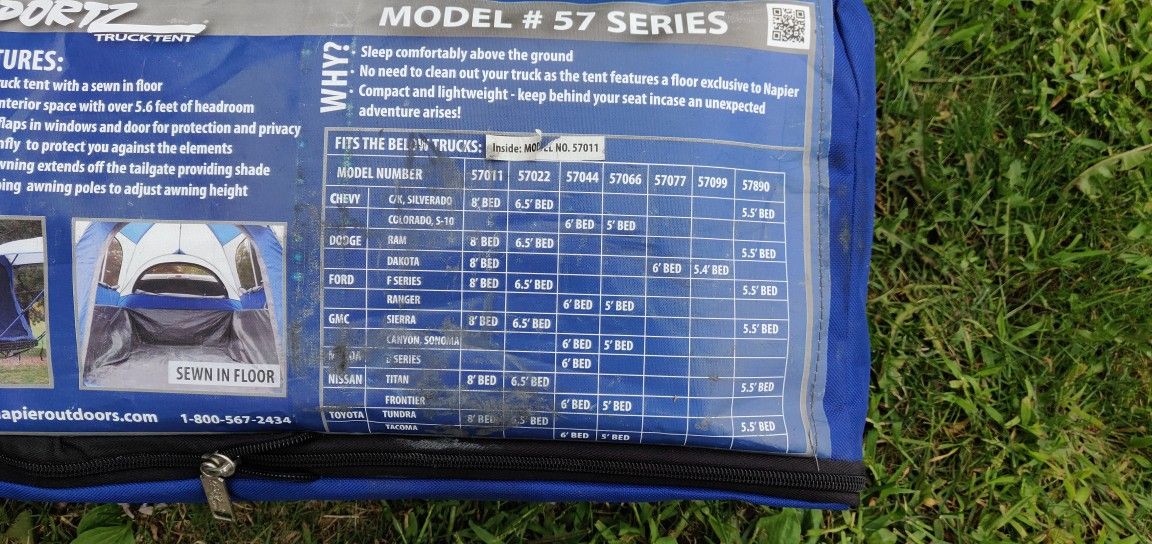 TRUCK TENT
MODEL # 57 SERIES
WHY?
• Sleep comfortably above the ground
• No need to clean out your truck as the tent features a floor exclusive to Napier
• Compact and lightweight - keep behind your seat incase an unexpected
adventure arises!
TURES:
uck tent with a sewn in floor
nterior space with over 5.6 feet of headroom
flaps in windows and door for protection and privacy
nfly to protect you against the elements
wning extends off the tailgate providing shade
ing awning poles to adjust awning height
SEWN IN FLOOR
napieroutdoors.com 1-800-567-2434
FITS THE BELOW TRUCKS: Inside: MODEL NO. 57011
MODEL NUMBER 57011 57022 57044 57066 57077 57099 57890
CHEVY C/K, SILVERADO 8' BED 6.5' BED 5.5' BED
COLORADO, S-10 6' BED 5' BED
DODGE RAM 8' BED 6.5' BED 5.5' BED
DAKOTA 8' BED 6' BED 5.4' BED
FORD F SERIES 8' BED 6.5' BED 5.5' BED
RANGER 6' BED 5' BED
GMC SIERRA 8' BED 6.5' BED 5.5' BED
CANYON, SONOMA 6' BED 5' BED
SERIES 6' BED
NISSAN TITAN 8' BED 6.5' BED 5.5' BED
FRONTIER 6' BED 5' BED
TOYOTA TUNDRA 8' BED 6.5' BED 5.5' BED
TACOMA 6' BED 5' BED